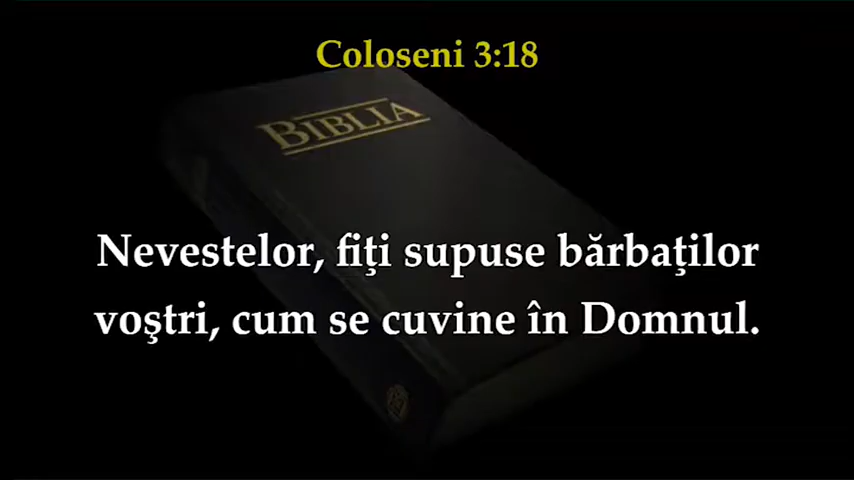 Coloseni 3:18
BIBLIA
Nevestelor, fiţi supuse bărbaţilor
voştri, cum se cuvine în Domnul.